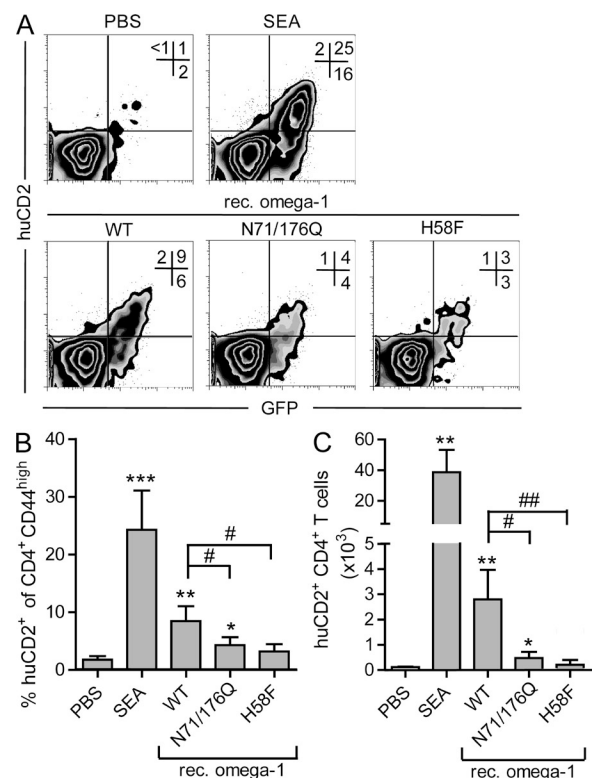 A
PBS
SEA
<1 1
2
2 25
16
huCD2
rec. omega-1
WT
N71/176Q
H58F
2 9
6
1 4
4
1 3
3
GFP
B
% huCD2+ of CD4+ CD44high
40
30
20
10
0
***
**
*
#
#
PBS
SEA
WT
N71/176Q
H58F
rec. omega-1
C
huCD2+ CD4+ T cells
(x103)
60
40
20
5
4
3
2
1
0
**
**
*
##
#
PBS
SEA
WT
N71/176Q
H58F
rec. omega-1